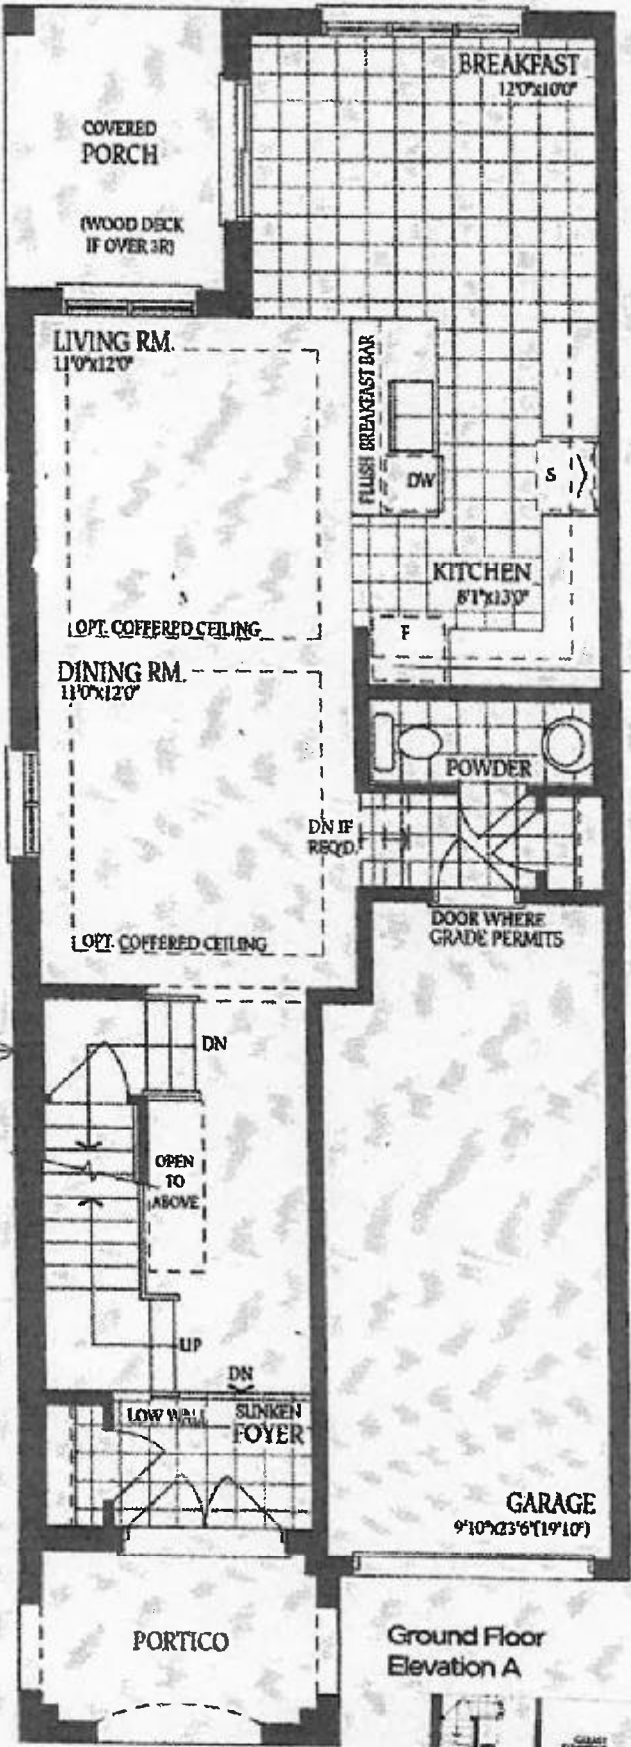 BREAKFAST
12'0"x10'0"
COVERED
PORCH
(WOOD DECK
IF OVER 3R)
LIVING RM.
11'0"x12'0"
FLUSH BREAKFAST BAR
DW
S
KITCHEN
8'1"x13'0"
F
OPT. COFFERED CEILING
DINING RM.
11'0"x12'0"
POWDER
DN IF
REQ'D.
DOOR WHERE
GRADE PERMITS
OPT. COFFERED CEILING
DN
OPEN
TO
ABOVE
UP
DN
LOW WALL
SUNKEN
FOYER
GARAGE
9'10"x23'6"(19'10")
PORTICO
Ground Floor
Elevation A